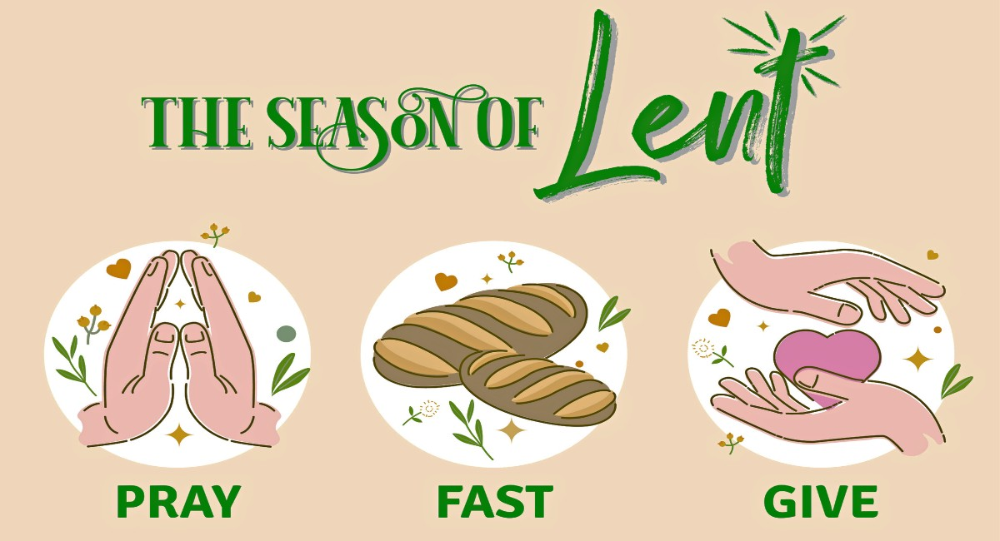 THE SEASON OF Lent
PRAY FAST GIVE